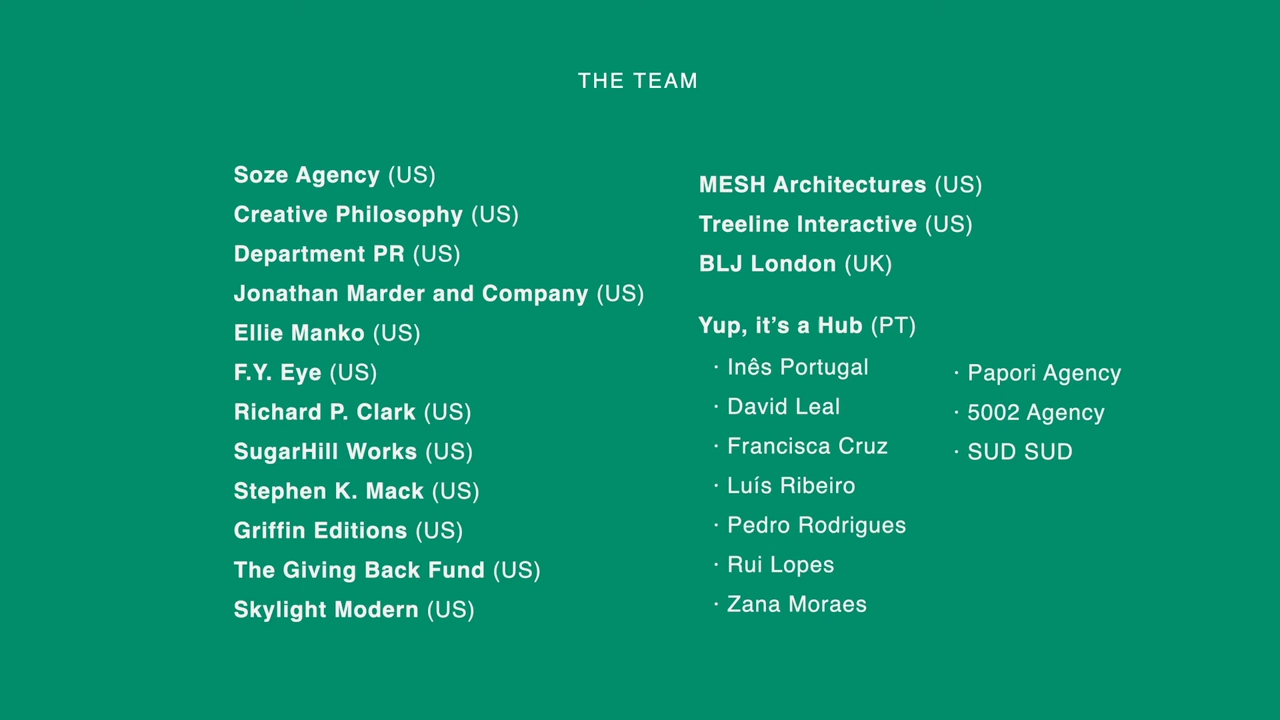 THE TEAM
Soze Agency (US)
Creative Philosophy (US)
Department PR (US)
Jonathan Marder and Company (US)
Ellie Manko (US)
F.Y. Eye (US)
Richard P. Clark (US)
SugarHill Works (US)
Stephen K. Mack (US)
Griffin Editions (US)
The Giving Back Fund (US)
Skylight Modern (US)
MESH Architectures (US)
Treeline Interactive (US)
BLJ London (UK)
Yup, it’s a Hub (PT)
· Inês Portugal
· David Leal
· Francisca Cruz
· Luís Ribeiro
· Pedro Rodrigues
· Rui Lopes
· Zana Moraes
· Papori Agency
· 5002 Agency
· SUD SUD